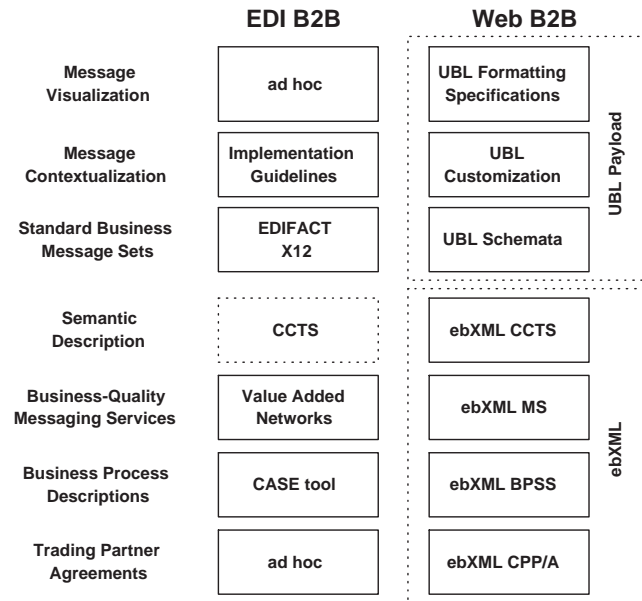 EDI B2B
Web B2B
Message
Visualization
ad hoc
UBL Formatting
Specifications
Message
Contextualization
Implementation
Guidelines
UBL
Customization
Standard Business
Message Sets
EDIFACT
X12
UBL Schemata
UBL Payload
Semantic
Description
CCTS
ebXML CCTS
Business-Quality
Messaging Services
Value Added
Networks
ebXML MS
Business Process
Descriptions
CASE tool
ebXML BPSS
Trading Partner
Agreements
ad hoc
ebXML CPP/A
ebXML